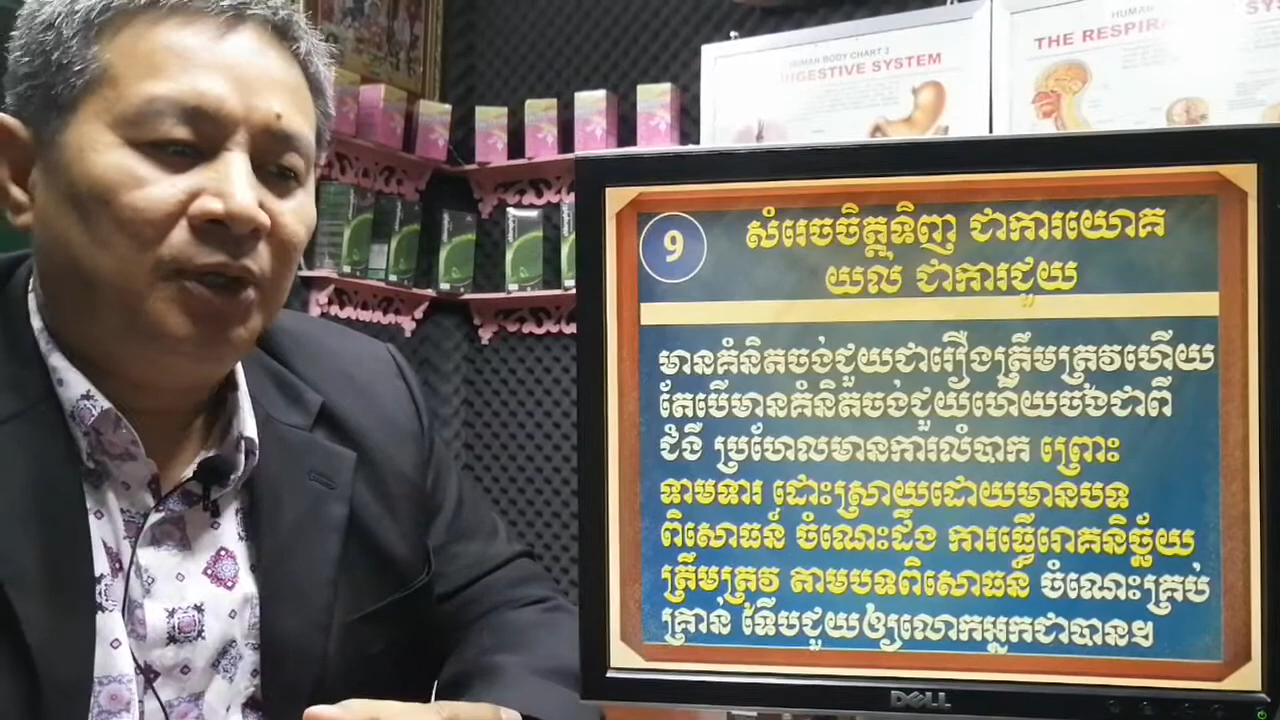 HUMAN BODY CHART 3
DIGESTIVE SYSTEM
HUMAN
THE RESPIRA
SY
១
សំរេចចិត្តទិញ ជាការយោគ
យល់ ជាការជួយ
មានគំនិតចង់ជួយជារឿងត្រឹមត្រូវហើយ
តែបើមានគំនិតចង់ជួយហើយចង់ជាពី
ជំងឺ ប្រហែលមានការលំបាក ព្រោះ
ទាមទារ ដោះស្រាយដោយមានបទ
ពិសោធន៍ ចំណេះដឹង ការធ្វើរោគវិនិច្ឆ័យ
ត្រឹមត្រូវ តាមបទពិសោធន៍ ចំណេះគ្រប់
គ្រាន់ ទើបជួយឲ្យលោកអ្នកជាបាន៕
DELL